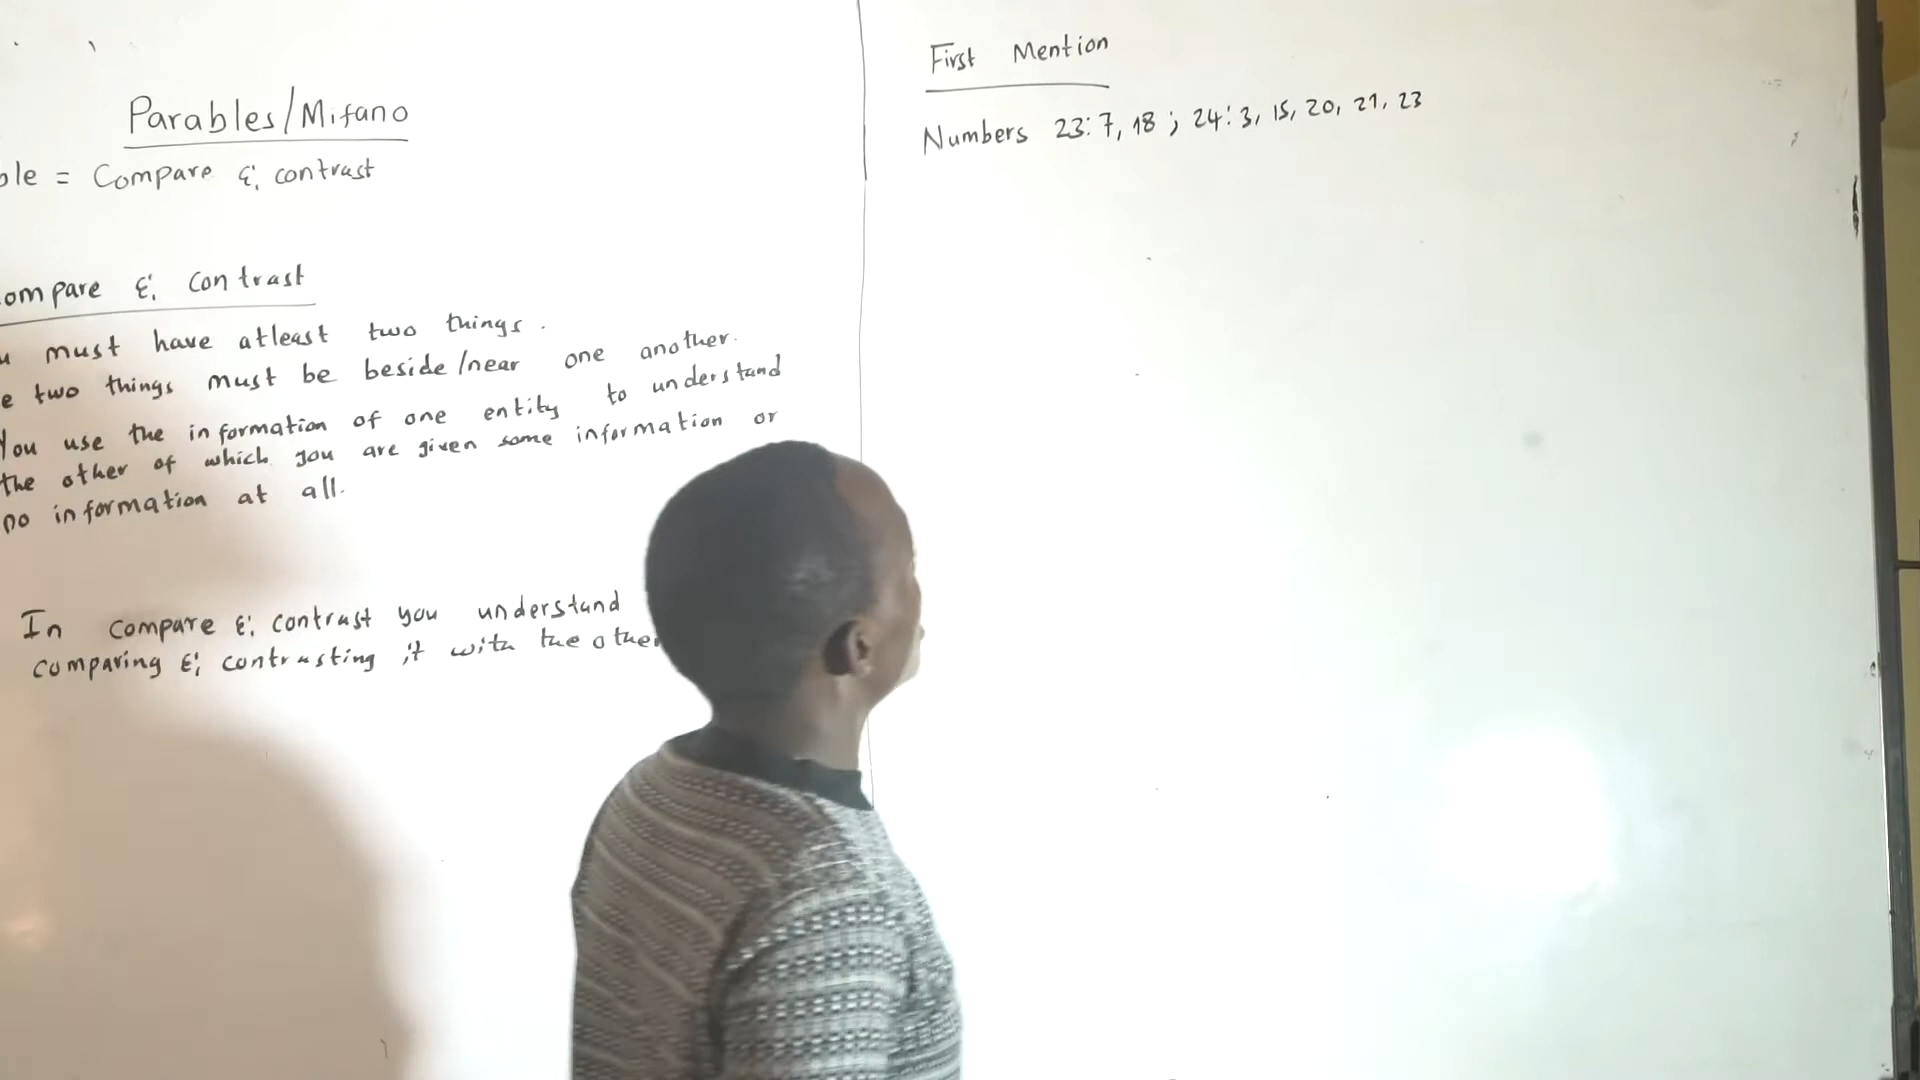 Parables/Mifano
ble = Compare & contrast
ompare & contrast
u must have atleast two things.
e two things must be beside/near one another.
You use the information of one entity to understand
the other of which you are given some information or
no information at all.
In compare & contrast you understand
comparing & contrasting it with the other
First Mention
Numbers 23:7, 18 ; 24:3, 15, 20, 21, 23